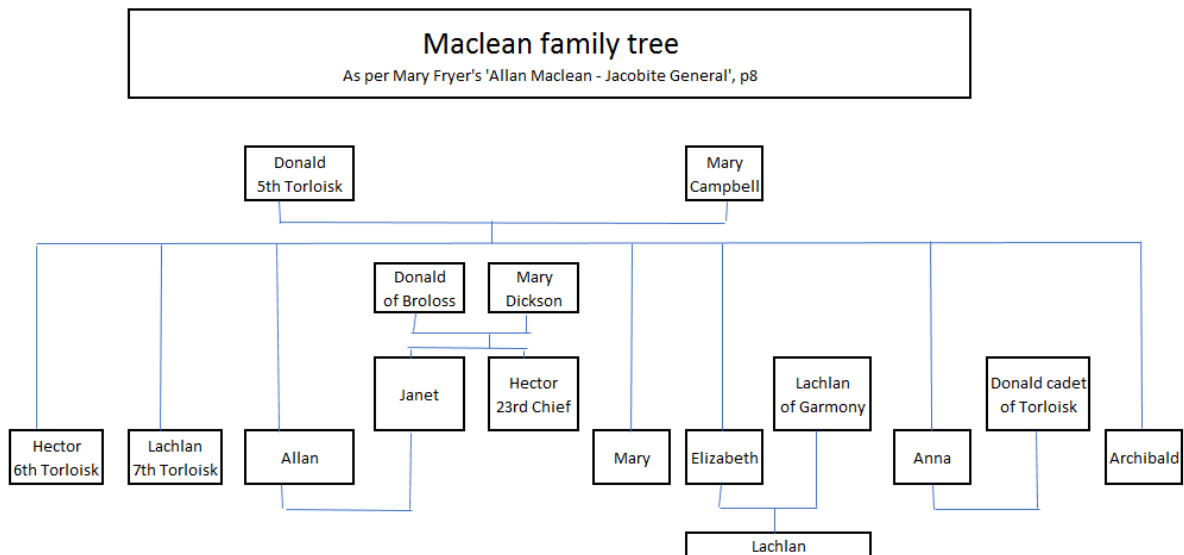 Maclean family tree
As per Mary Fryer's 'Allan Maclean - Jacobite General', p8
Donald
5th Torloisk
Mary
Campbell
Donald
of Broloss
Mary
Dickson
Janet
Hector
23rd Chief
Lachlan
of Garmony
Donald cadet
of Torloisk
Hector
6th Torloisk
Lachlan
7th Torloisk
Allan
Mary
Elizabeth
Anna
Archibald
Lachlan